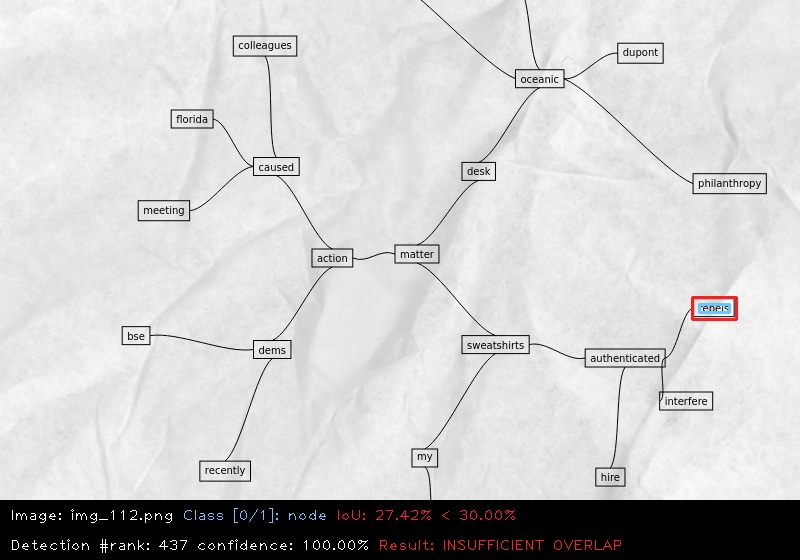 colleagues
dupont
oceanic
florida
caused
desk
philanthropy
meeting
matter
action
bse
dems
sweatshirts
authenticated
interfere
my
recently
hire
Image: img_112.png Class [0/1]: node IoU: 27.42% < 30.00%
Detection #rank: 437 confidence: 100.00% Result: INSUFFICIENT OVERLAP